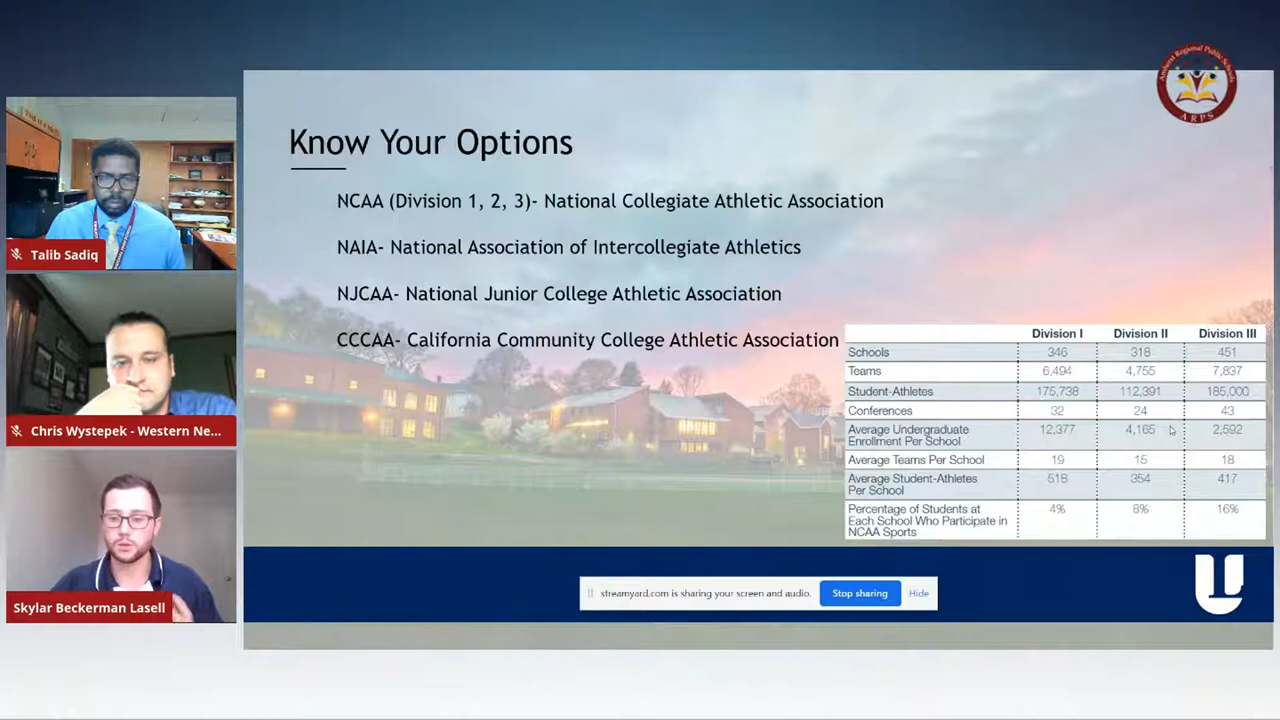 Amherst Regional Public Schools
ARPS
Know Your Options
NCAA (Division 1, 2, 3)- National Collegiate Athletic Association
NAIA- National Association of Intercollegiate Athletics
NJCAA- National Junior College Athletic Association
CCCAA- California Community College Athletic Association
Division I Division II Division III
Schools 346 318 451
Teams 6,494 4,755 7,837
Student-Athletes 175,738 112,391 185,000
Conferences 32 24 43
Average Undergraduate 12,377 4,165 2,592
Enrollment Per School
Average Teams Per School 19 15 18
Average Student-Athletes 518 354 417
Per School
Percentage of Students at 4% 8% 16%
Each School Who Participate in
NCAA Sports
Talib Sadiq
Chris Wystepek - Western Ne...
Skylar Beckerman Lasell
streamyard.com is sharing your screen and audio. Stop sharing Hide